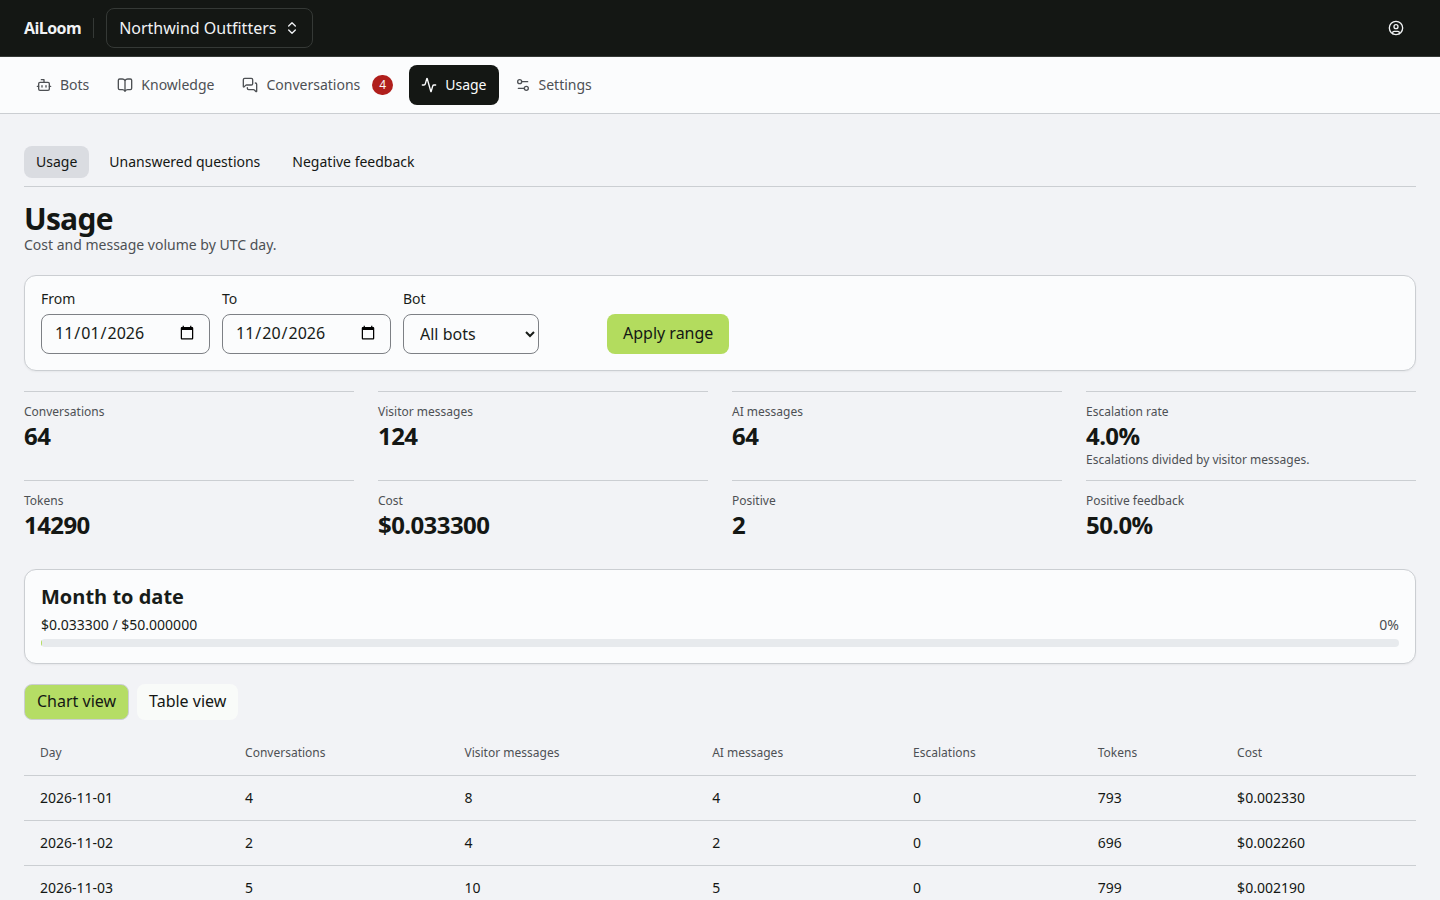 AiLoom Northwind Outfitters
Bots Knowledge Conversations 4 Usage Settings
Usage Unanswered questions Negative feedback
Usage
Cost and message volume by UTC day.
From To Bot
11/01/2026 11/20/2026 All bots Apply range
Conversations Visitor messages AI messages Escalation rate
64 124 64 4.0%
Escalations divided by visitor messages.
Tokens Cost Positive Positive feedback
14290 $0.033300 2 50.0%
Month to date
$0.033300 / $50.000000 0%
Chart view Table view
Day Conversations Visitor messages AI messages Escalations Tokens Cost
2026-11-01 4 8 4 0 793 $0.002330
2026-11-02 2 4 2 0 696 $0.002260
2026-11-03 5 10 5 0 799 $0.002190